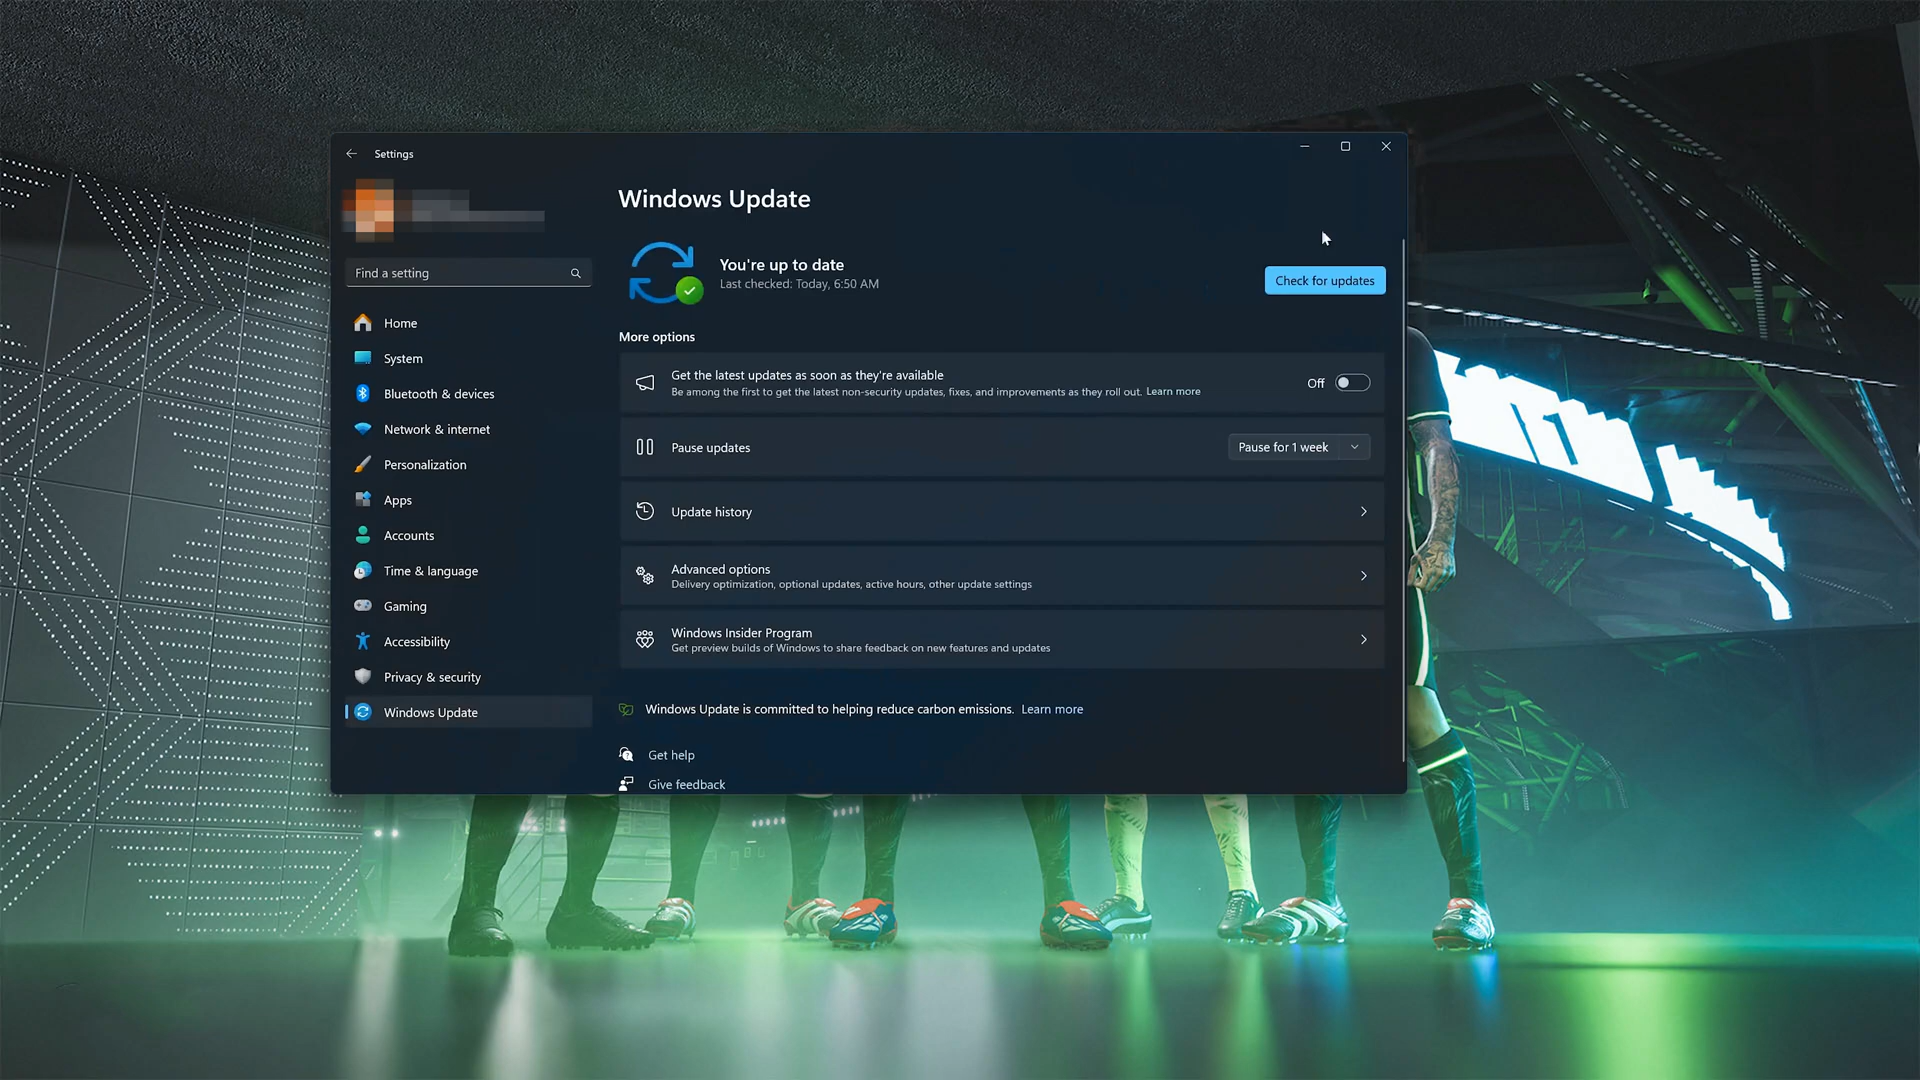 Settings
Find a setting
Home
System
Bluetooth & devices
Network & internet
Personalization
Apps
Accounts
Time & language
Gaming
Accessibility
Privacy & security
Windows Update
Windows Update
You're up to date
Last checked: Today, 6:50 AM
Check for updates
More options
Get the latest updates as soon as they're available
Be among the first to get the latest non-security updates, fixes, and improvements as they roll out. Learn more
Off
Pause updates
Pause for 1 week
Update history
Advanced options
Delivery optimization, optional updates, active hours, other update settings
Windows Insider Program
Get preview builds of Windows to share feedback on new features and updates
Windows Update is committed to helping reduce carbon emissions. Learn more
Get help
Give feedback